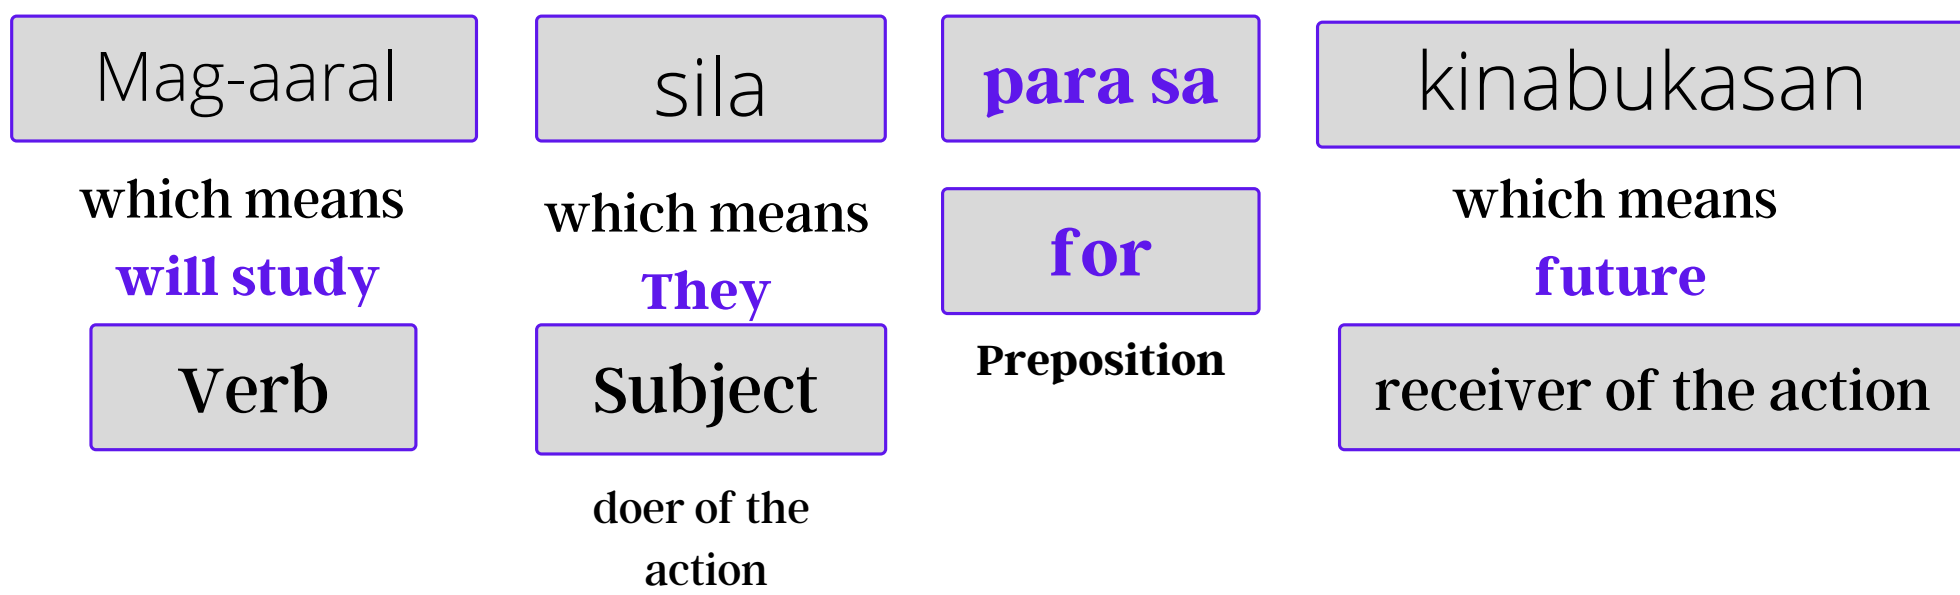 Mag-aaral
which means
will study
Verb
sila
which means
They
Subject
doer of the
action
para sa
for
Preposition
kinabukasan
which means
future
receiver of the action